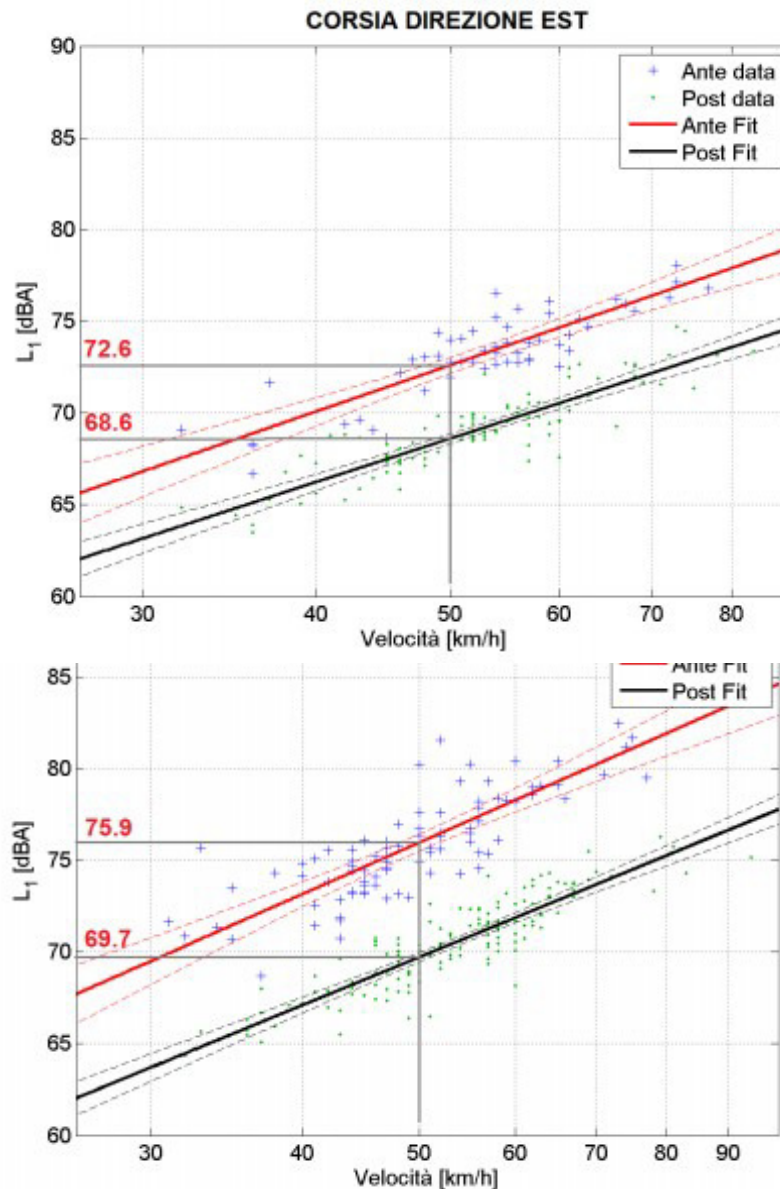 CORSIA DIREZIONE EST
90
Ante data
Post data
Ante Fit
Post Fit
85
80
75
72.6
70
68.6
65
60
L1 [dBA]
30 40 50 60 70 80
Velocità [km/h]
Ante Fit
Post Fit
85
80
75.9
75
70
69.7
65
60
L1 [dBA]
30 40 50 60 70 80 90
Velocità [km/h]